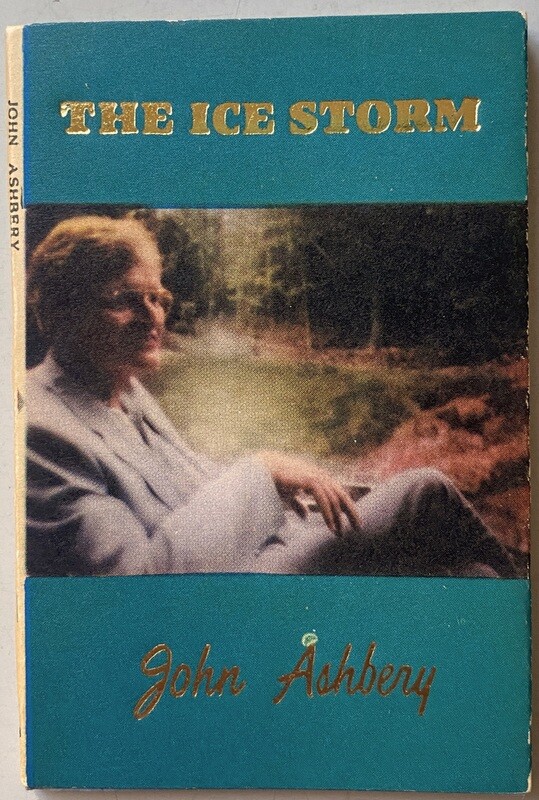 THE ICE STORM
John Ashbery
JOHN ASHBERY